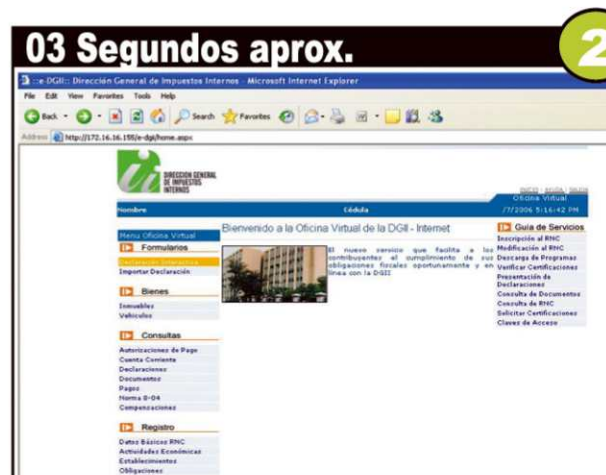 03 Segundos aprox.
2
e-DGII:: Dirección General de Impuestos Internos - Microsoft Internet Explorer
File Edit View Favorites Tools Help
Back Search Favorites
Address http://172.16.16.155/e-dgi/home.aspx
DIRECCION GENERAL
DE IMPUESTOS
INTERNOS
Oficina Virtual
Nombre Cédula /7/2006 5:16:42 PM
Menu Oficina Virtual
Formularios
Declaración Interactiva
Importar Declaración
Bienes
Inmuebles
Vehículos
Consultas
Autorizaciones de Pago
Cuenta Corriente
Declaraciones
Documentos
Pagos
Norma 8-04
Compensaciones
Registro
Datos Básicos RNC
Actividades Económicas
Establecimientos
Obligaciones
Bienvenido a la Oficina Virtual de la DGII - Internet
El nuevo servicio que facilita a los
contribuyentes el cumplimiento de sus
obligaciones fiscales oportunamente y en
línea con la DGII
Guia de Servicios
Inscripción al RNC
Modificación al RNC
Descarga de Programas
Verificar Certificaciones
Presentación de
Declaraciones
Consulta de Documentos
Consulta de RNC
Solicitar Certificaciones
Claves de Acceso